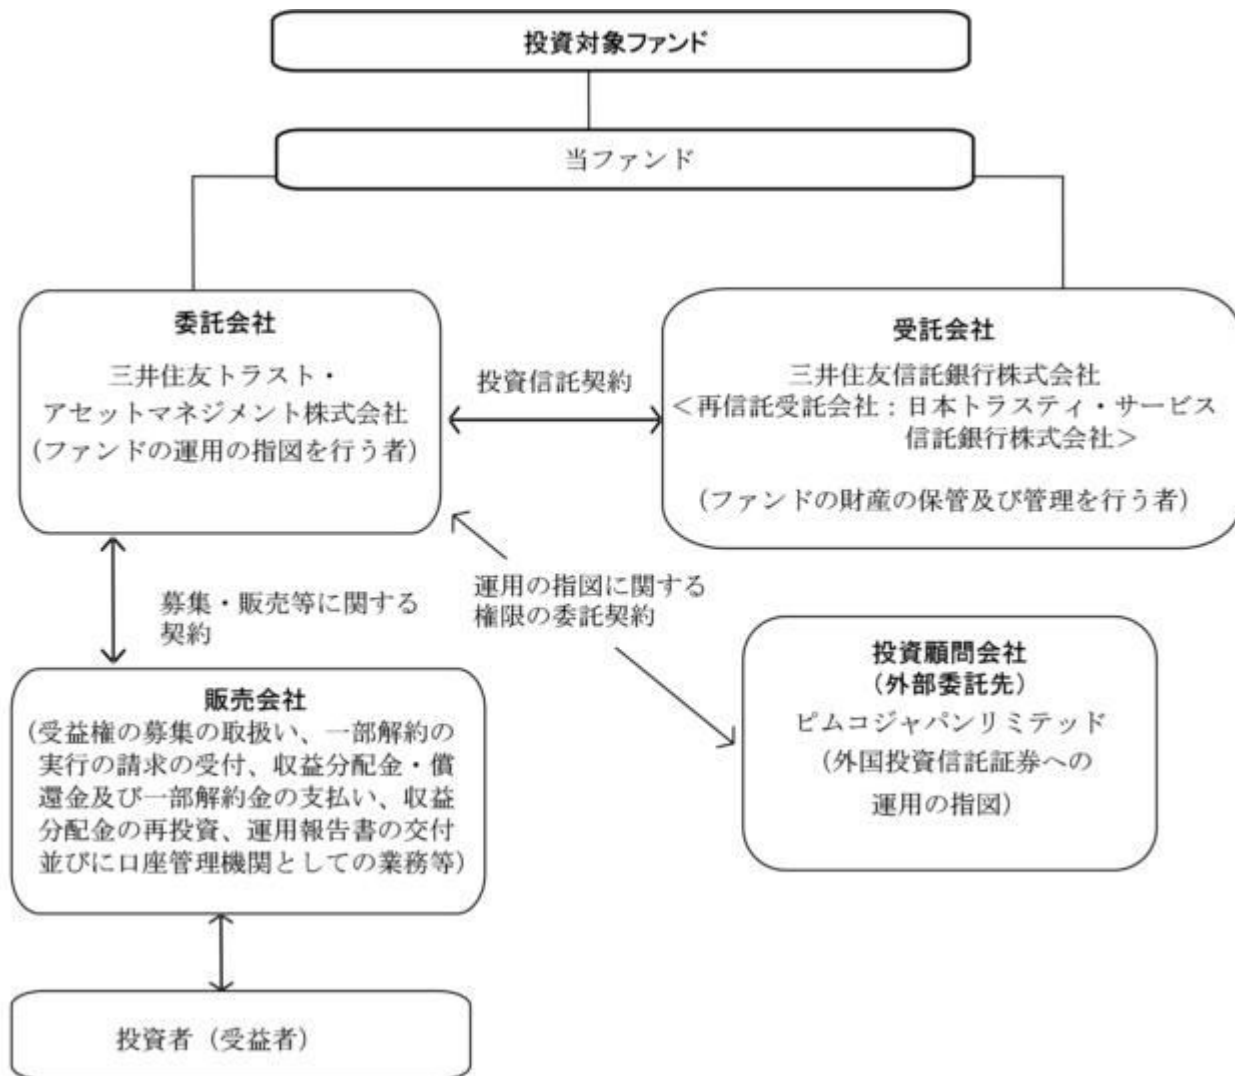 投資対象ファンド
当ファンド
委託会社
三井住友トラスト・
アセットマネジメント株式会社
(ファンドの運用の指図を行う者)
投資信託契約
受託会社
三井住友信託銀行株式会社
<再信託受託会社:日本トラスティ・サービス
信託銀行株式会社>
(ファンドの財産の保管及び管理を行う者)
募集・販売等に関する
契約
運用の指図に関する
権限の委託契約
投資顧問会社
(外部委託先)
ピムコジャパンリミテッド
(外国投資信託証券への
運用の指図)
販売会社
(受益権の募集の取扱い、一部解約の
実行の請求の受付、収益分配金・償
還金及び一部解約金の支払い、収益
分配金の再投資、運用報告書の交付
並びに口座管理機関としての業務等)
投資者(受益者)